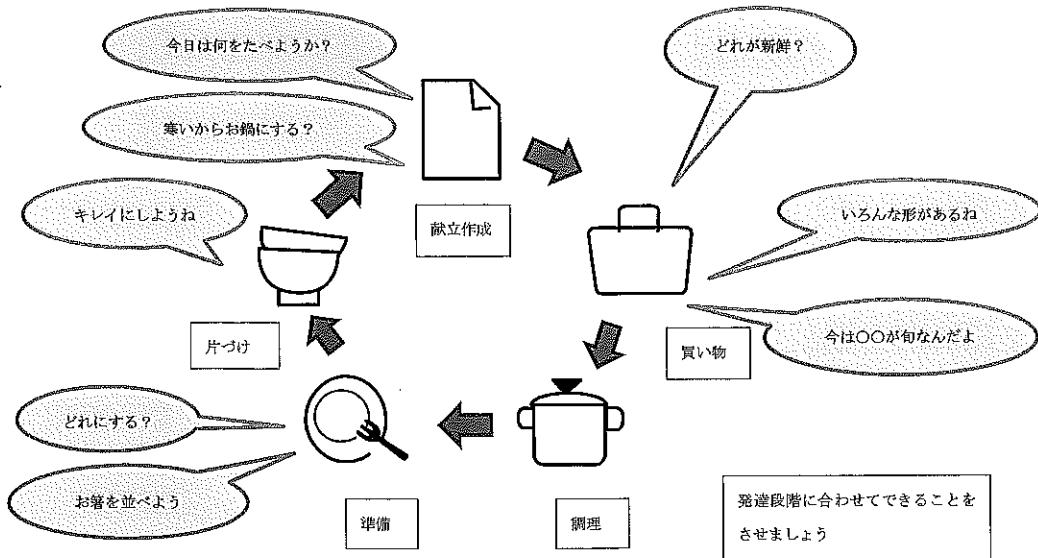 今日は何をたべようか？
どれが新鮮？
寒いからお鍋にする？
キレイにしようね
献立作成
いろんな形があるね
片づけ
買い物
今は〇〇が旬なんだよ
どれにする？
お箸を並べよう
準備
調理
発達段階に合わせてできることを
させましょう